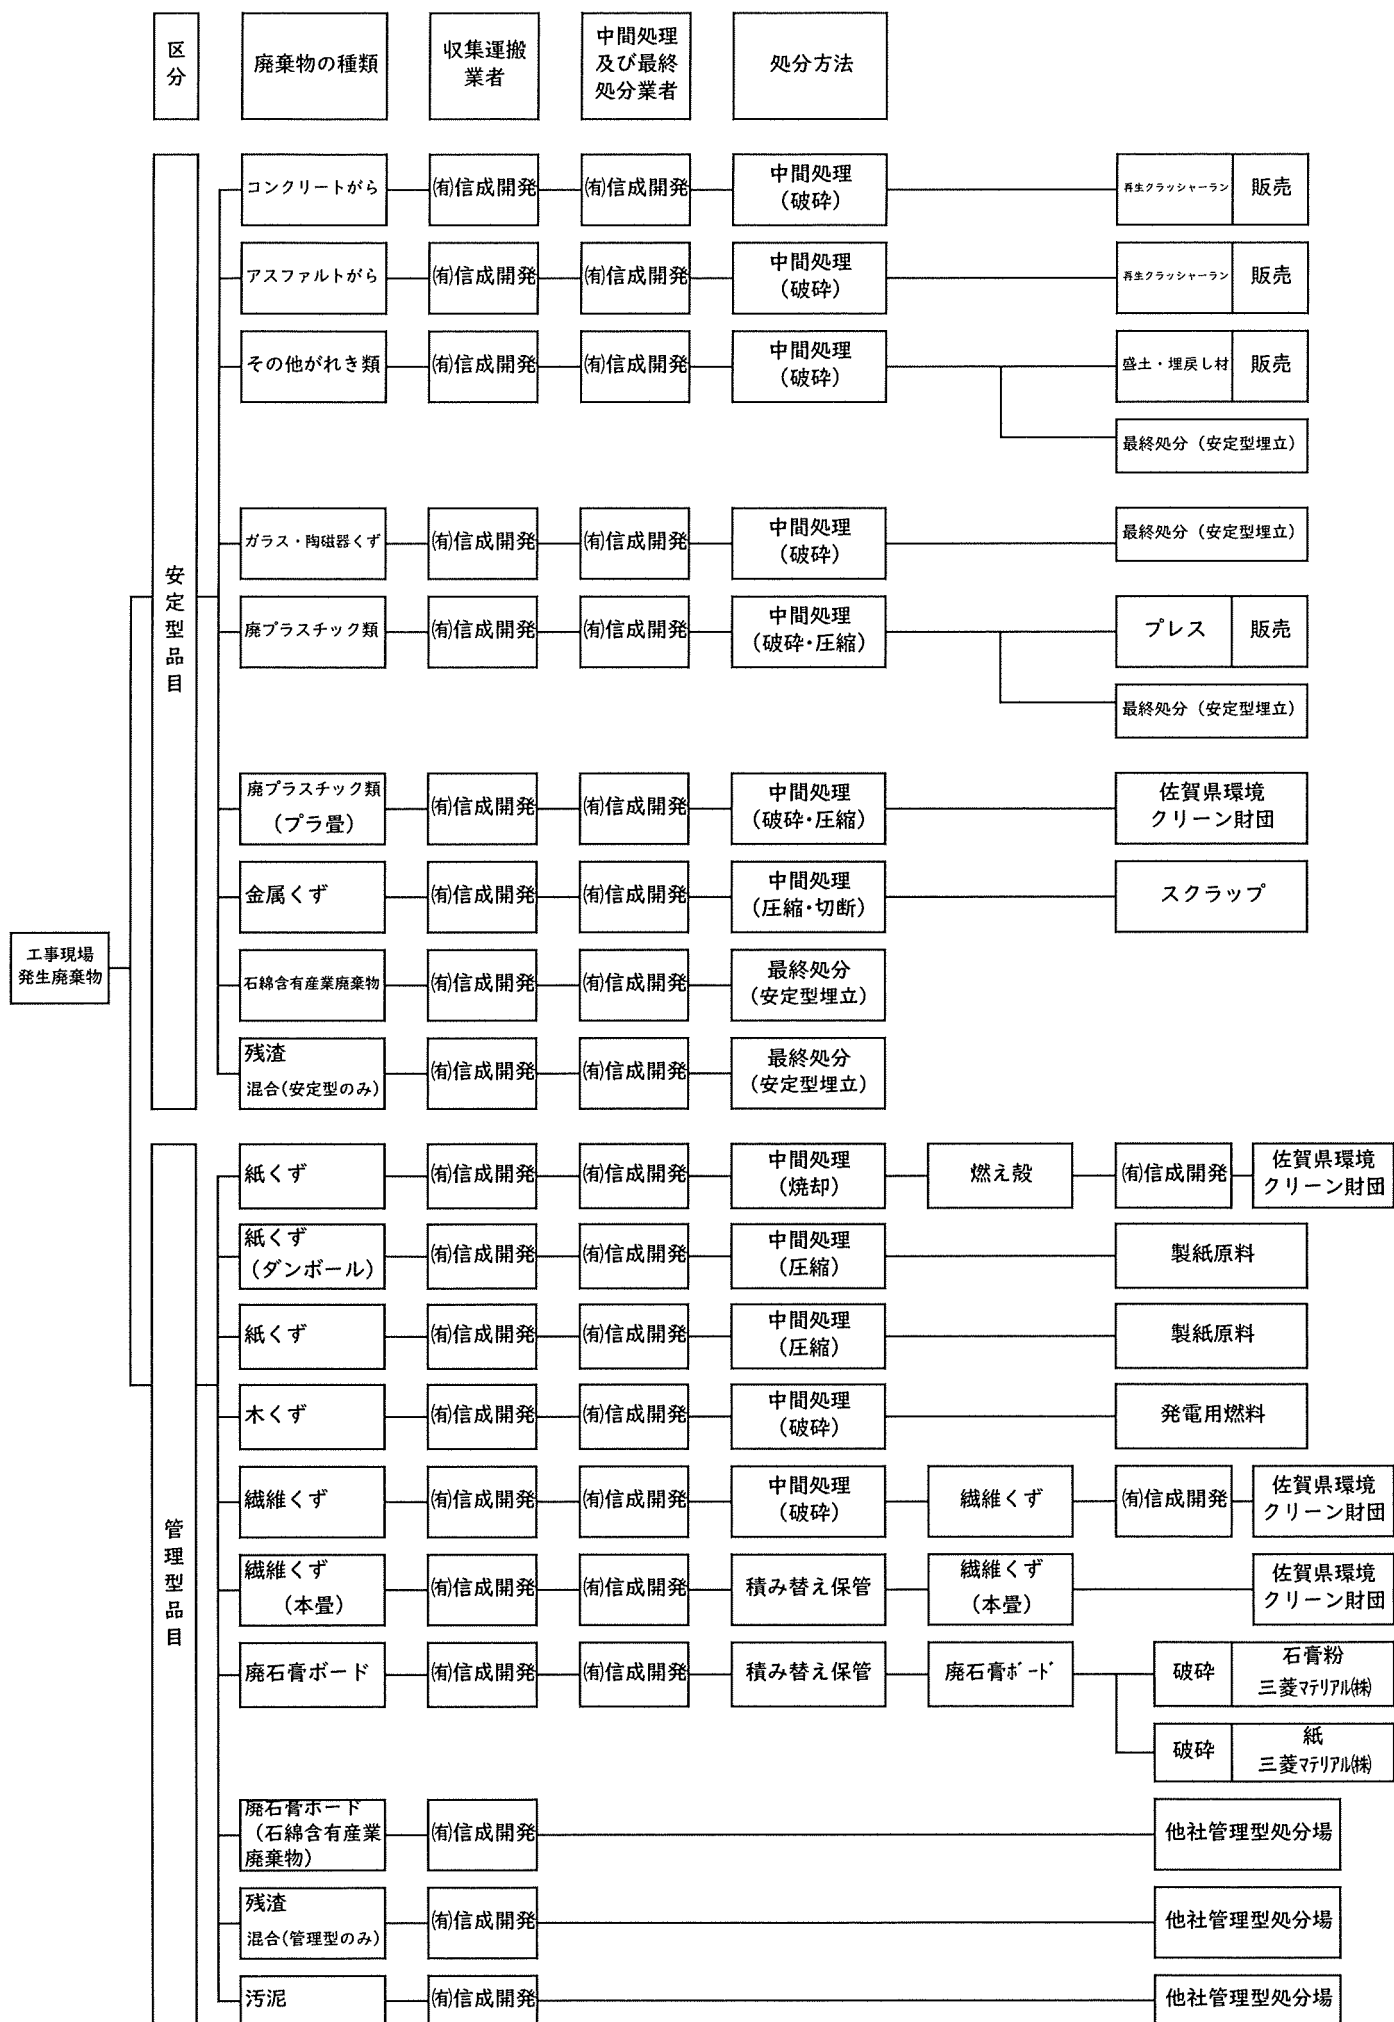 区
分
廃棄物の種類
収集運搬
業者
中間処理
及び最終
処分業者
処分方法
工事現場
発生廃棄物
安定型品目
コンクリートがら
㈲信成開発
㈲信成開発
中間処理
(破砕)
再生クラッシャーラン
販売
アスファルトがら
㈲信成開発
㈲信成開発
中間処理
(破砕)
再生クラッシャーラン
販売
その他がれき類
㈲信成開発
㈲信成開発
中間処理
(破砕)
盛土・埋戻し材
販売
最終処分(安定型埋立)
ガラス・陶磁器くず
㈲信成開発
㈲信成開発
中間処理
(破砕)
最終処分(安定型埋立)
廃プラスチック類
㈲信成開発
㈲信成開発
中間処理
(破砕・圧縮)
プレス
販売
最終処分(安定型埋立)
廃プラスチック類
(プラ畳)
㈲信成開発
㈲信成開発
中間処理
(破砕・圧縮)
佐賀県環境
クリーン財団
金属くず
㈲信成開発
㈲信成開発
中間処理
(圧縮・切断)
スクラップ
石綿含有産業廃棄物
㈲信成開発
㈲信成開発
最終処分
(安定型埋立)
残渣
混合(安定型のみ)
㈲信成開発
㈲信成開発
最終処分
(安定型埋立)
管理型品目
紙くず
㈲信成開発
㈲信成開発
中間処理
(焼却)
燃え殻
㈲信成開発
佐賀県環境
クリーン財団
紙くず
(ダンボール)
㈲信成開発
㈲信成開発
中間処理
(圧縮)
製紙原料
紙くず
㈲信成開発
㈲信成開発
中間処理
(圧縮)
製紙原料
木くず
㈲信成開発
㈲信成開発
中間処理
(破砕)
発電用燃料
繊維くず
㈲信成開発
㈲信成開発
中間処理
(破砕)
繊維くず
㈲信成開発
佐賀県環境
クリーン財団
繊維くず
(本畳)
㈲信成開発
㈲信成開発
積み替え保管
繊維くず
(本畳)
佐賀県環境
クリーン財団
廃石膏ボード
㈲信成開発
㈲信成開発
積み替え保管
廃石膏ﾎﾞｰﾄﾞ
破砕
石膏粉
三菱ﾏﾃﾘｱﾙ㈱
破砕
紙
三菱ﾏﾃﾘｱﾙ㈱
廃石膏ボード
(石綿含有産業
廃棄物)
㈲信成開発
他社管理型処分場
残渣
混合(管理型のみ)
㈲信成開発
他社管理型処分場
汚泥
㈲信成開発
他社管理型処分場